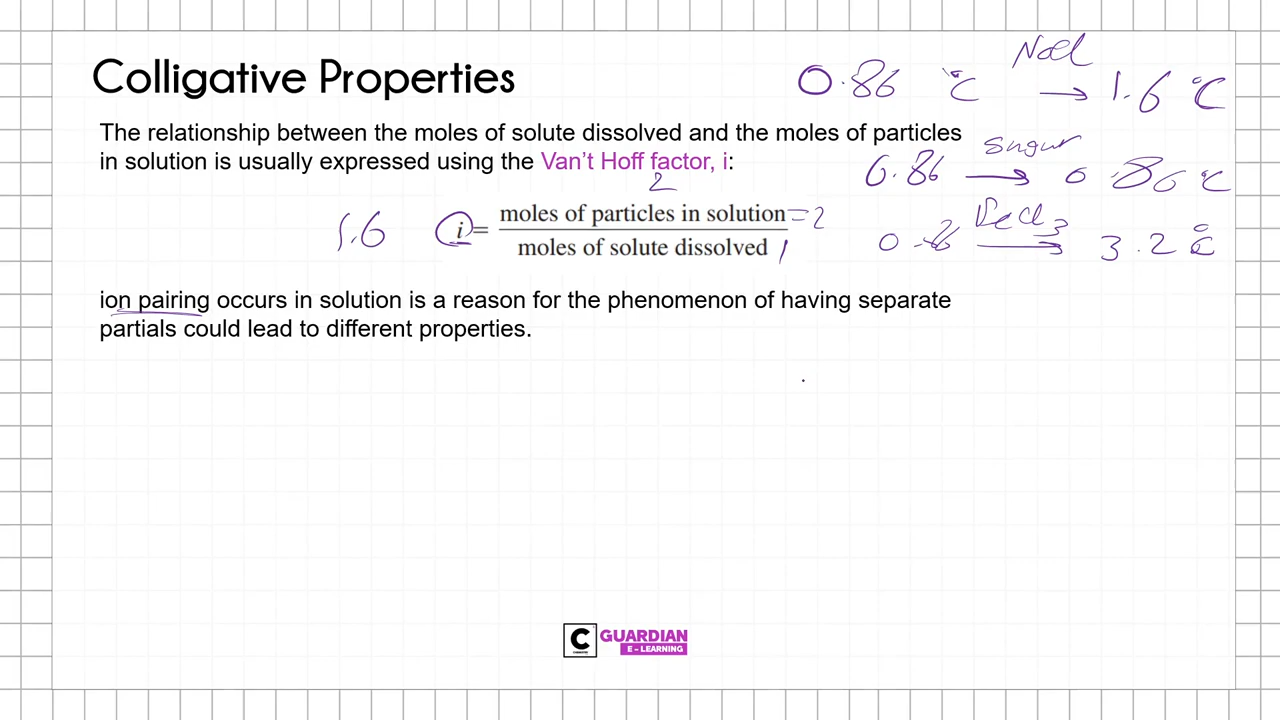 Colligative Properties
0.86 °C NaCl → 1.6 °C
The relationship between the moles of solute dissolved and the moles of particles
in solution is usually expressed using the Van't Hoff factor, i:
0.86 sugar → 0.86 °C
2
1.6 i = moles of particles in solution = 2
moles of solute dissolved 1
0.86 FeCl3 → 3.2 °C
ion pairing occurs in solution is a reason for the phenomenon of having separate
partials could lead to different properties.
C GUARDIAN
E - LEARNING